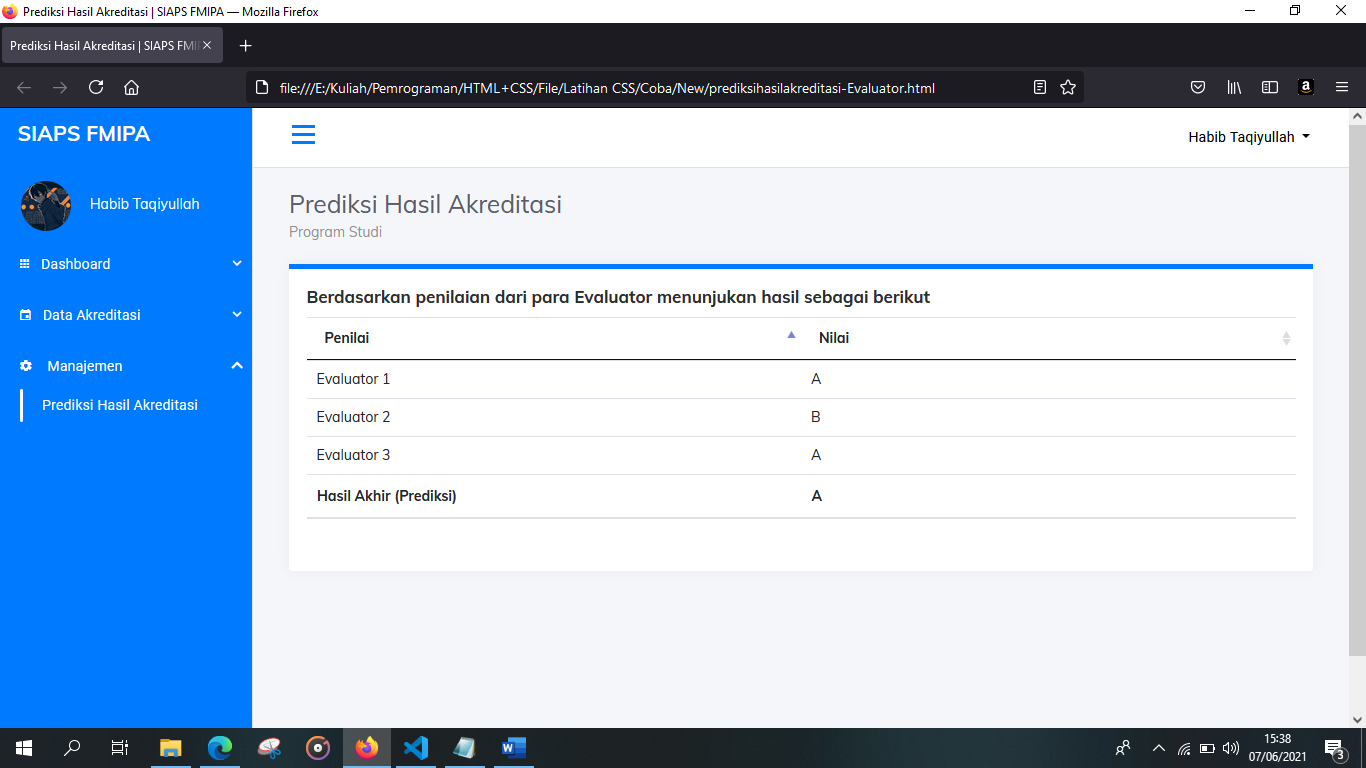 Prediksi Hasil Akreditasi | SIAPS FMIPA — Mozilla Firefox
Prediksi Hasil Akreditasi | SIAPS FMI
file:///E:/Kuliah/Pemrograman/HTML+CSS/File/Latihan CSS/Coba/New/prediksihasilakreditasi-Evaluator.html
SIAPS FMIPA
Habib Taqiyullah
Habib Taqiyullah
Dashboard
Data Akreditasi
Manajemen
Prediksi Hasil Akreditasi
Prediksi Hasil Akreditasi
Program Studi
Berdasarkan penilaian dari para Evaluator menunjukan hasil sebagai berikut
Penilai Nilai
Evaluator 1 A
Evaluator 2 B
Evaluator 3 A
Hasil Akhir (Prediksi) A
15:38
07/06/2021
3